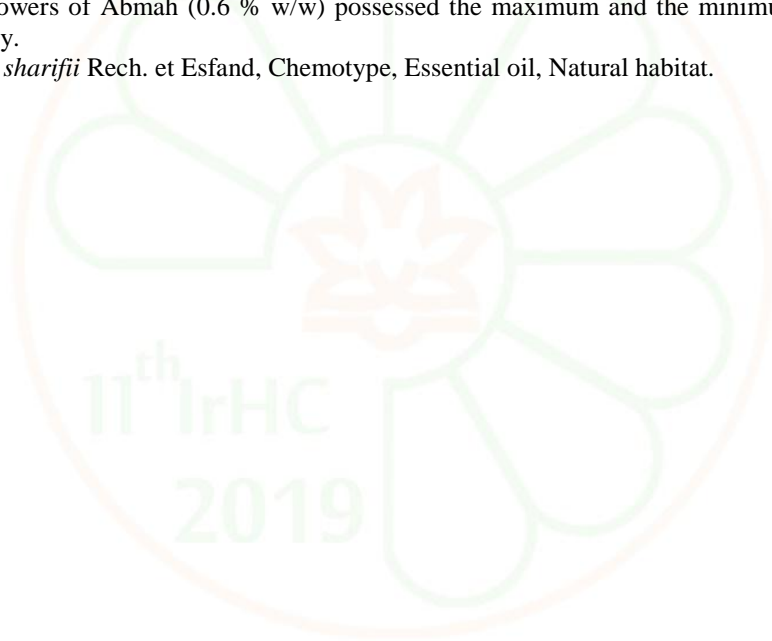 owers of Abmah (0.6 % w/w) possessed the maximum and the minimu
y.
sharifii Rech. et Esfand, Chemotype, Essential oil, Natural habitat.
11th IrHC
2019